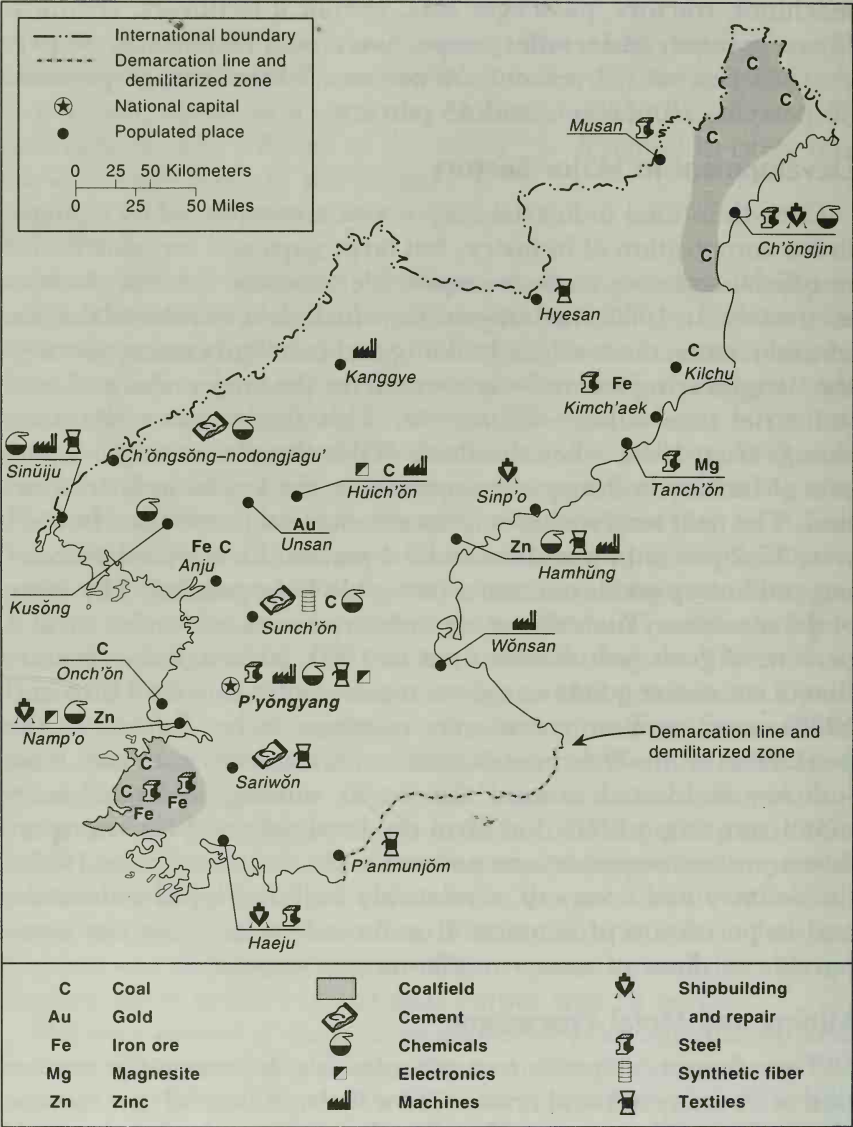 International boundary
Demarcation line and
demilitarized zone
National capital
Populated place
0 25 50 Kilometers
0 25 50 Miles
C
C
Musan
C
Ch'ŏngjin
C
Hyesan
Kanggye
C
Kilchu
Fe
Kimch'aek
Ch'ŏngsŏng–nodongjagu
Sinŭiju
C
Hŭich'ŏn
Mg
Tanch'ŏn
Sinp'o
Au
Unsan
Zn
Hamhŭng
Fe C
Anju
Kusŏng
C
Sunch'ŏn
Wŏnsan
C
Onch'ŏn
P'yŏngyang
Zn
Namp'o
Demarcation line and
demilitarized zone
C
Sariwŏn
C
Fe
Fe
P'anmunjŏm
Haeju
C Coal
Au Gold
Fe Iron ore
Mg Magnesite
Zn Zinc
Coalfield
Cement
Chemicals
Electronics
Machines
Shipbuilding
and repair
Steel
Synthetic fiber
Textiles